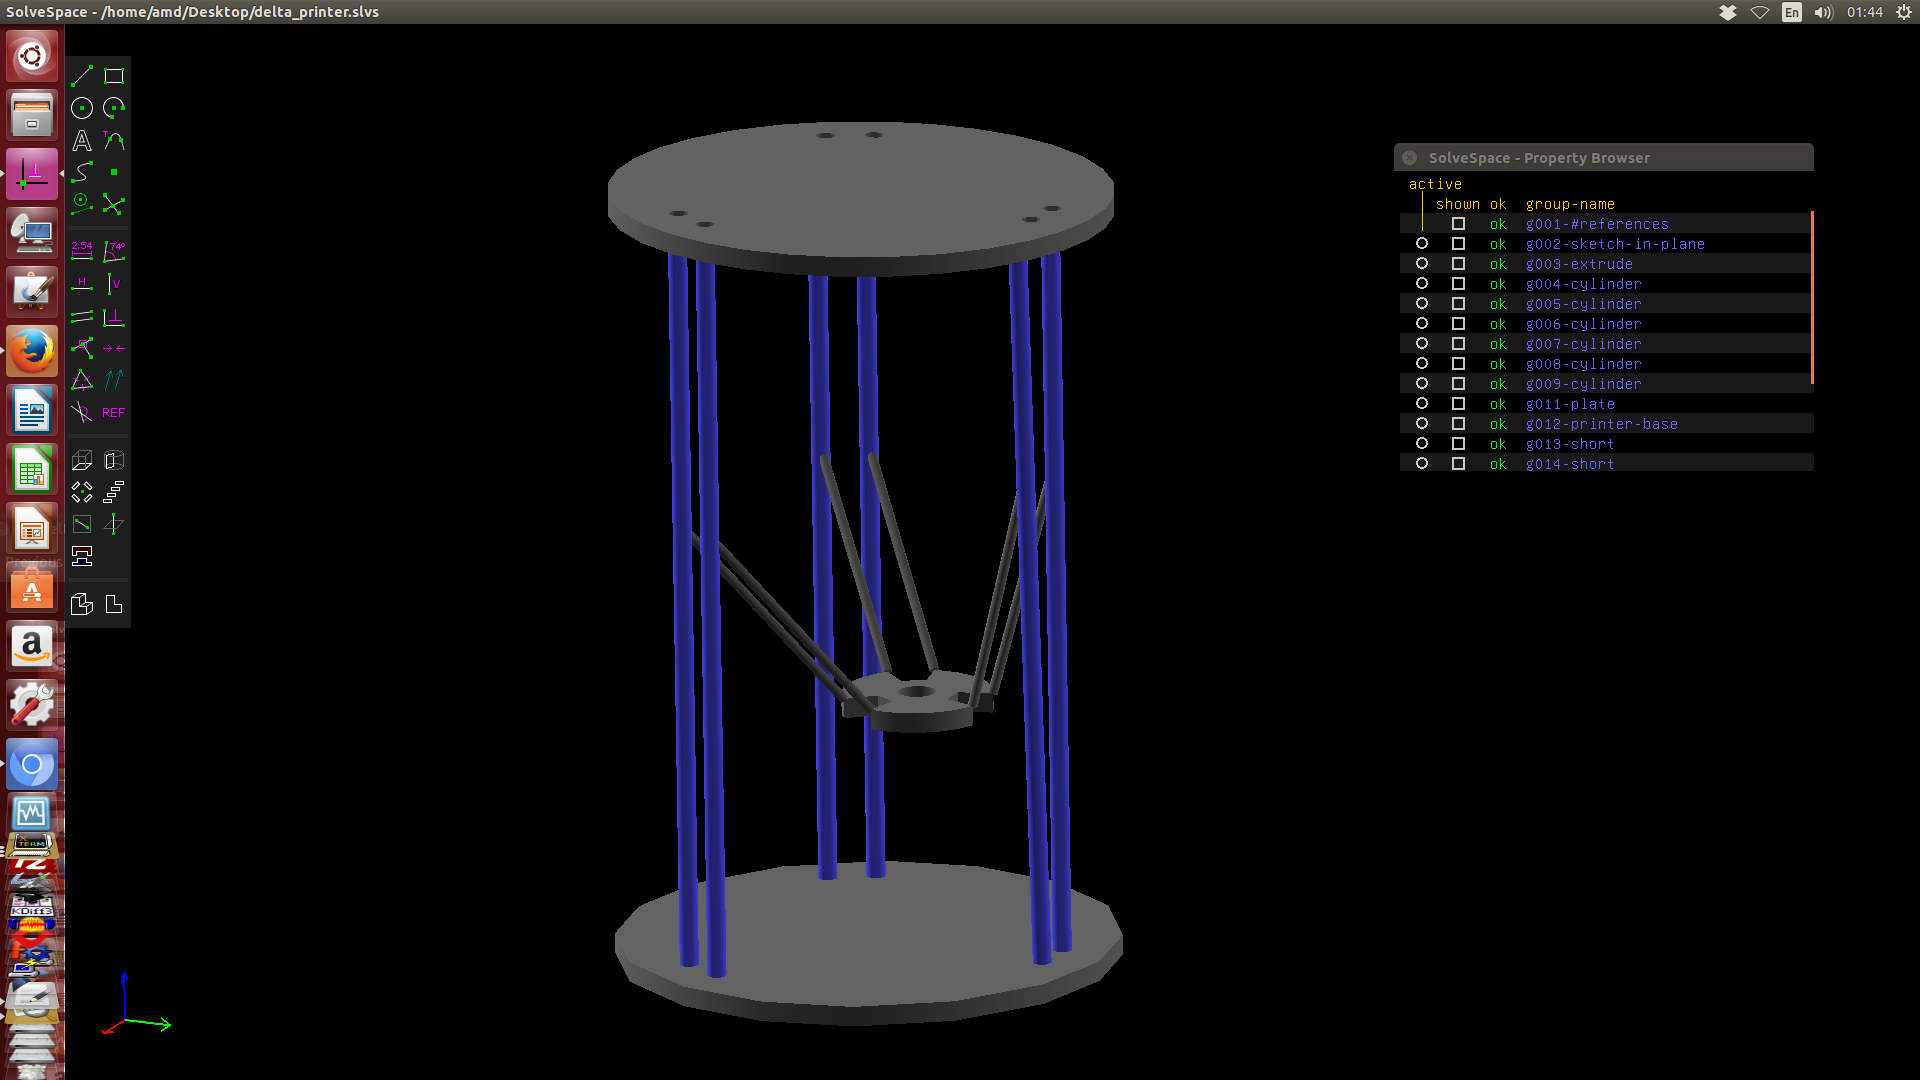 SolveSpace - /home/amd/Desktop/delta_printer.slvs
En
01:44
A
T
2.54
74°
H
V
REF
SolveSpace - Property Browser
active
shown ok group-name
ok g001-#references
ok g002-sketch-in-plane
ok g003-extrude
ok g004-cylinder
ok g005-cylinder
ok g006-cylinder
ok g007-cylinder
ok g008-cylinder
ok g009-cylinder
ok g011-plate
ok g012-printer-base
ok g013-short
ok g014-short
Previous
A
a
TERM
KDiff3